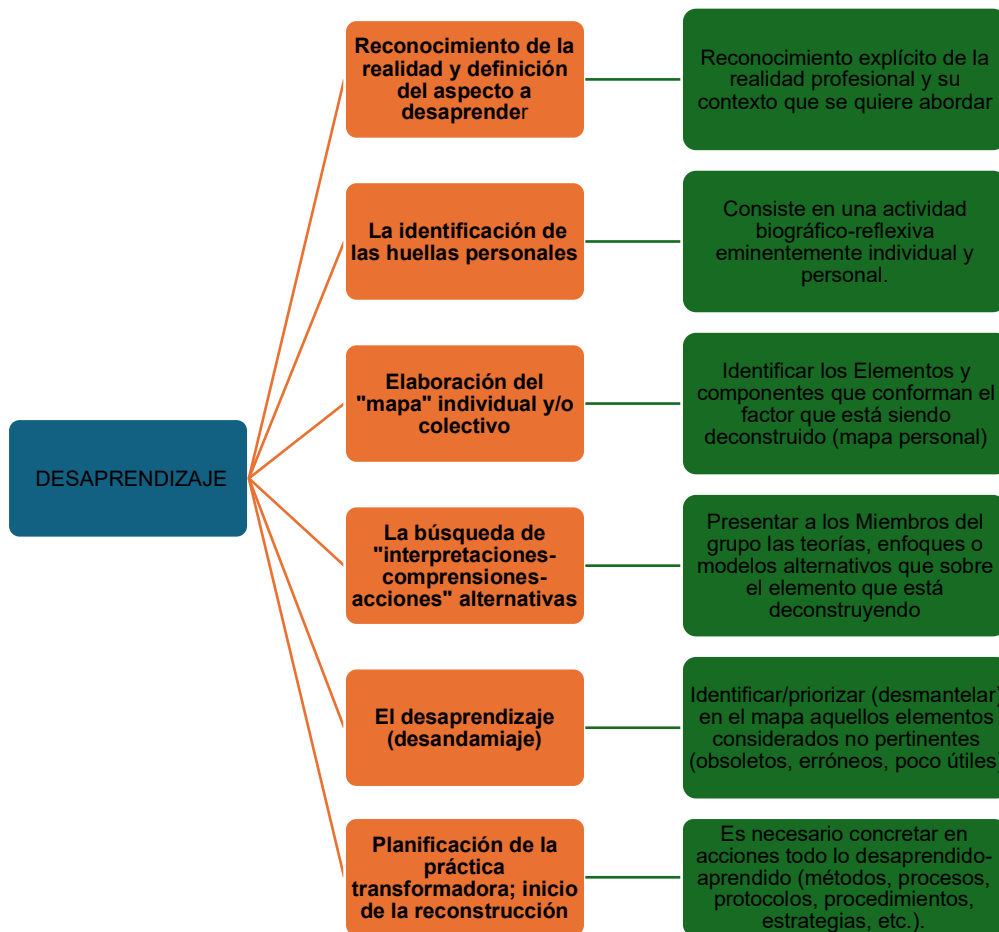 Reconocimiento de la
realidad y definición
del aspecto a
desaprender
Reconocimiento explícito de la
realidad profesional y su
contexto que se quiere abordar
La identificación de
las huellas personales
Consiste en una actividad
biográfico-reflexiva
eminentemente individual y
personal.
Elaboración del
"mapa" individual y/o
colectivo
Identificar los Elementos y
componentes que conforman el
factor que está siendo
deconstruido (mapa personal)
DESAPRENDIZAJE
La búsqueda de
"interpretaciones-
comprensiones-
acciones" alternativas
Presentar a los Miembros del
grupo las teorías, enfoques o
modelos alternativos que sobre
el elemento que está
deconstruyendo
El desaprendizaje
(desandamiaje)
Identificar/priorizar (desmantelar)
en el mapa aquellos elementos
considerados no pertinentes
(obsoletos, erróneos, poco útiles)
Planificación de la
práctica
transformadora; inicio
de la reconstrucción
Es necesario concretar en
acciones todo lo desaprendido-
aprendido (métodos, procesos,
protocolos, procedimientos,
estrategias, etc.).